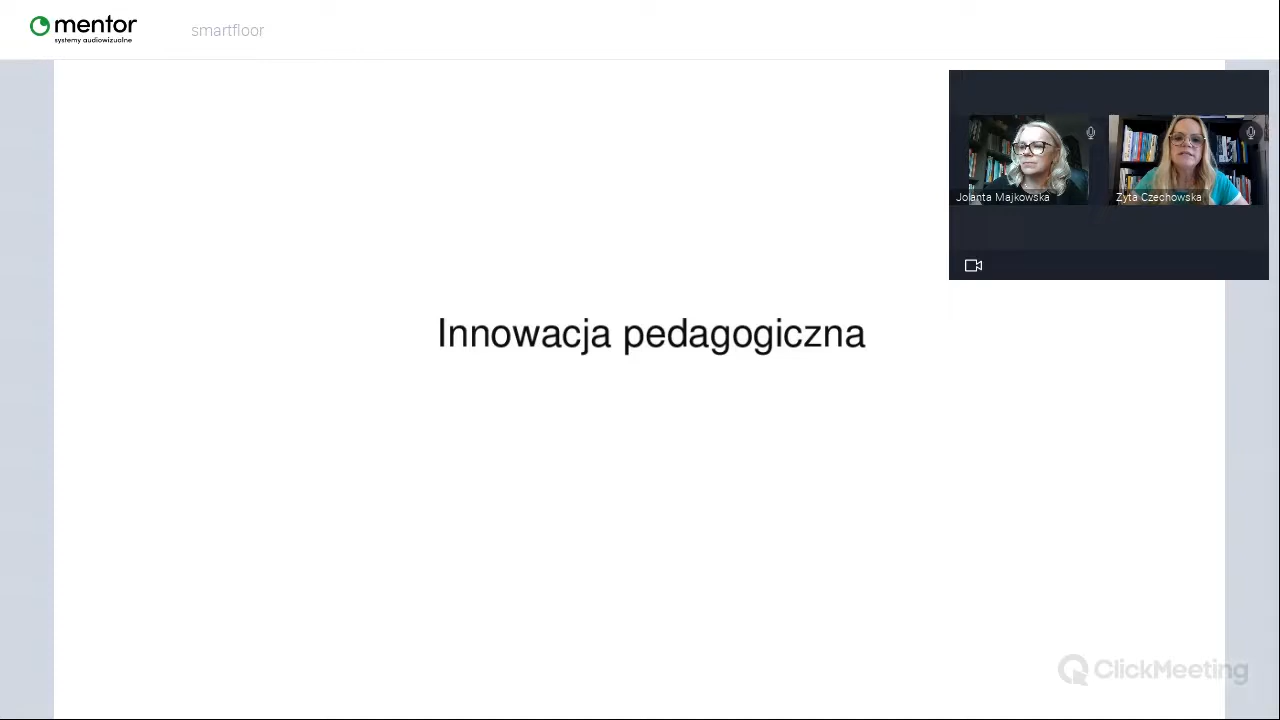 mentor
systemy audiowizualne
smartfloor
Jolanta Majkowska
Zyta Czechowska
Innowacja pedagogiczna
ClickMeeting